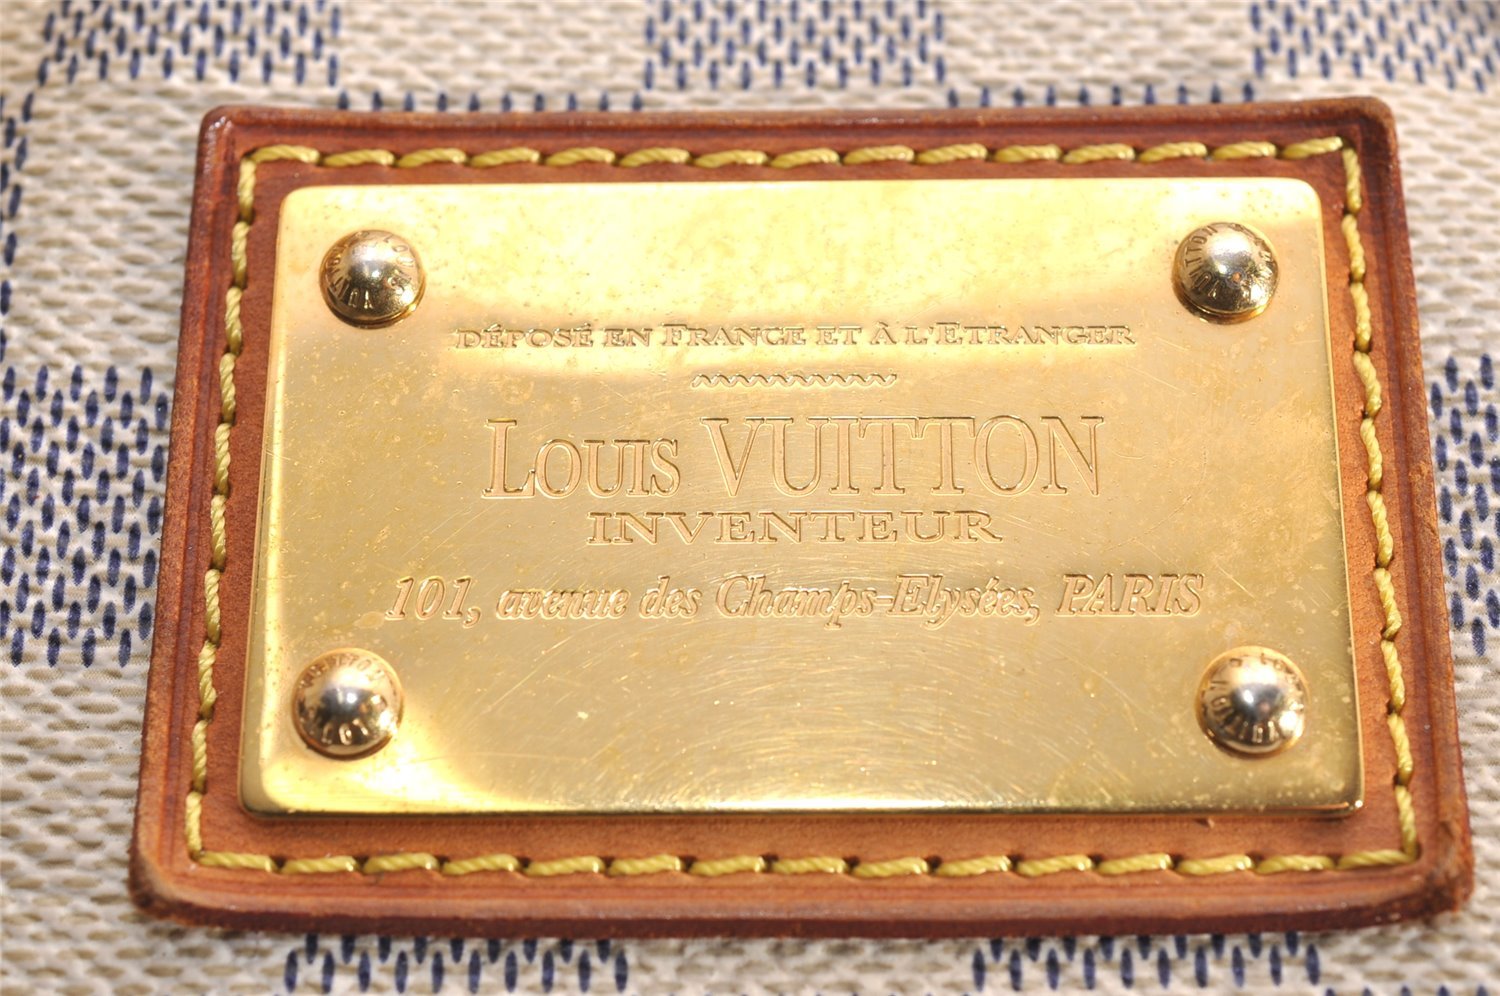 DÉPOSÉ EN FRANCE ET À L'ETRANGER
LOUIS VUITTON
INVENTEUR
101, avenue des Champs-Elysées, PARIS